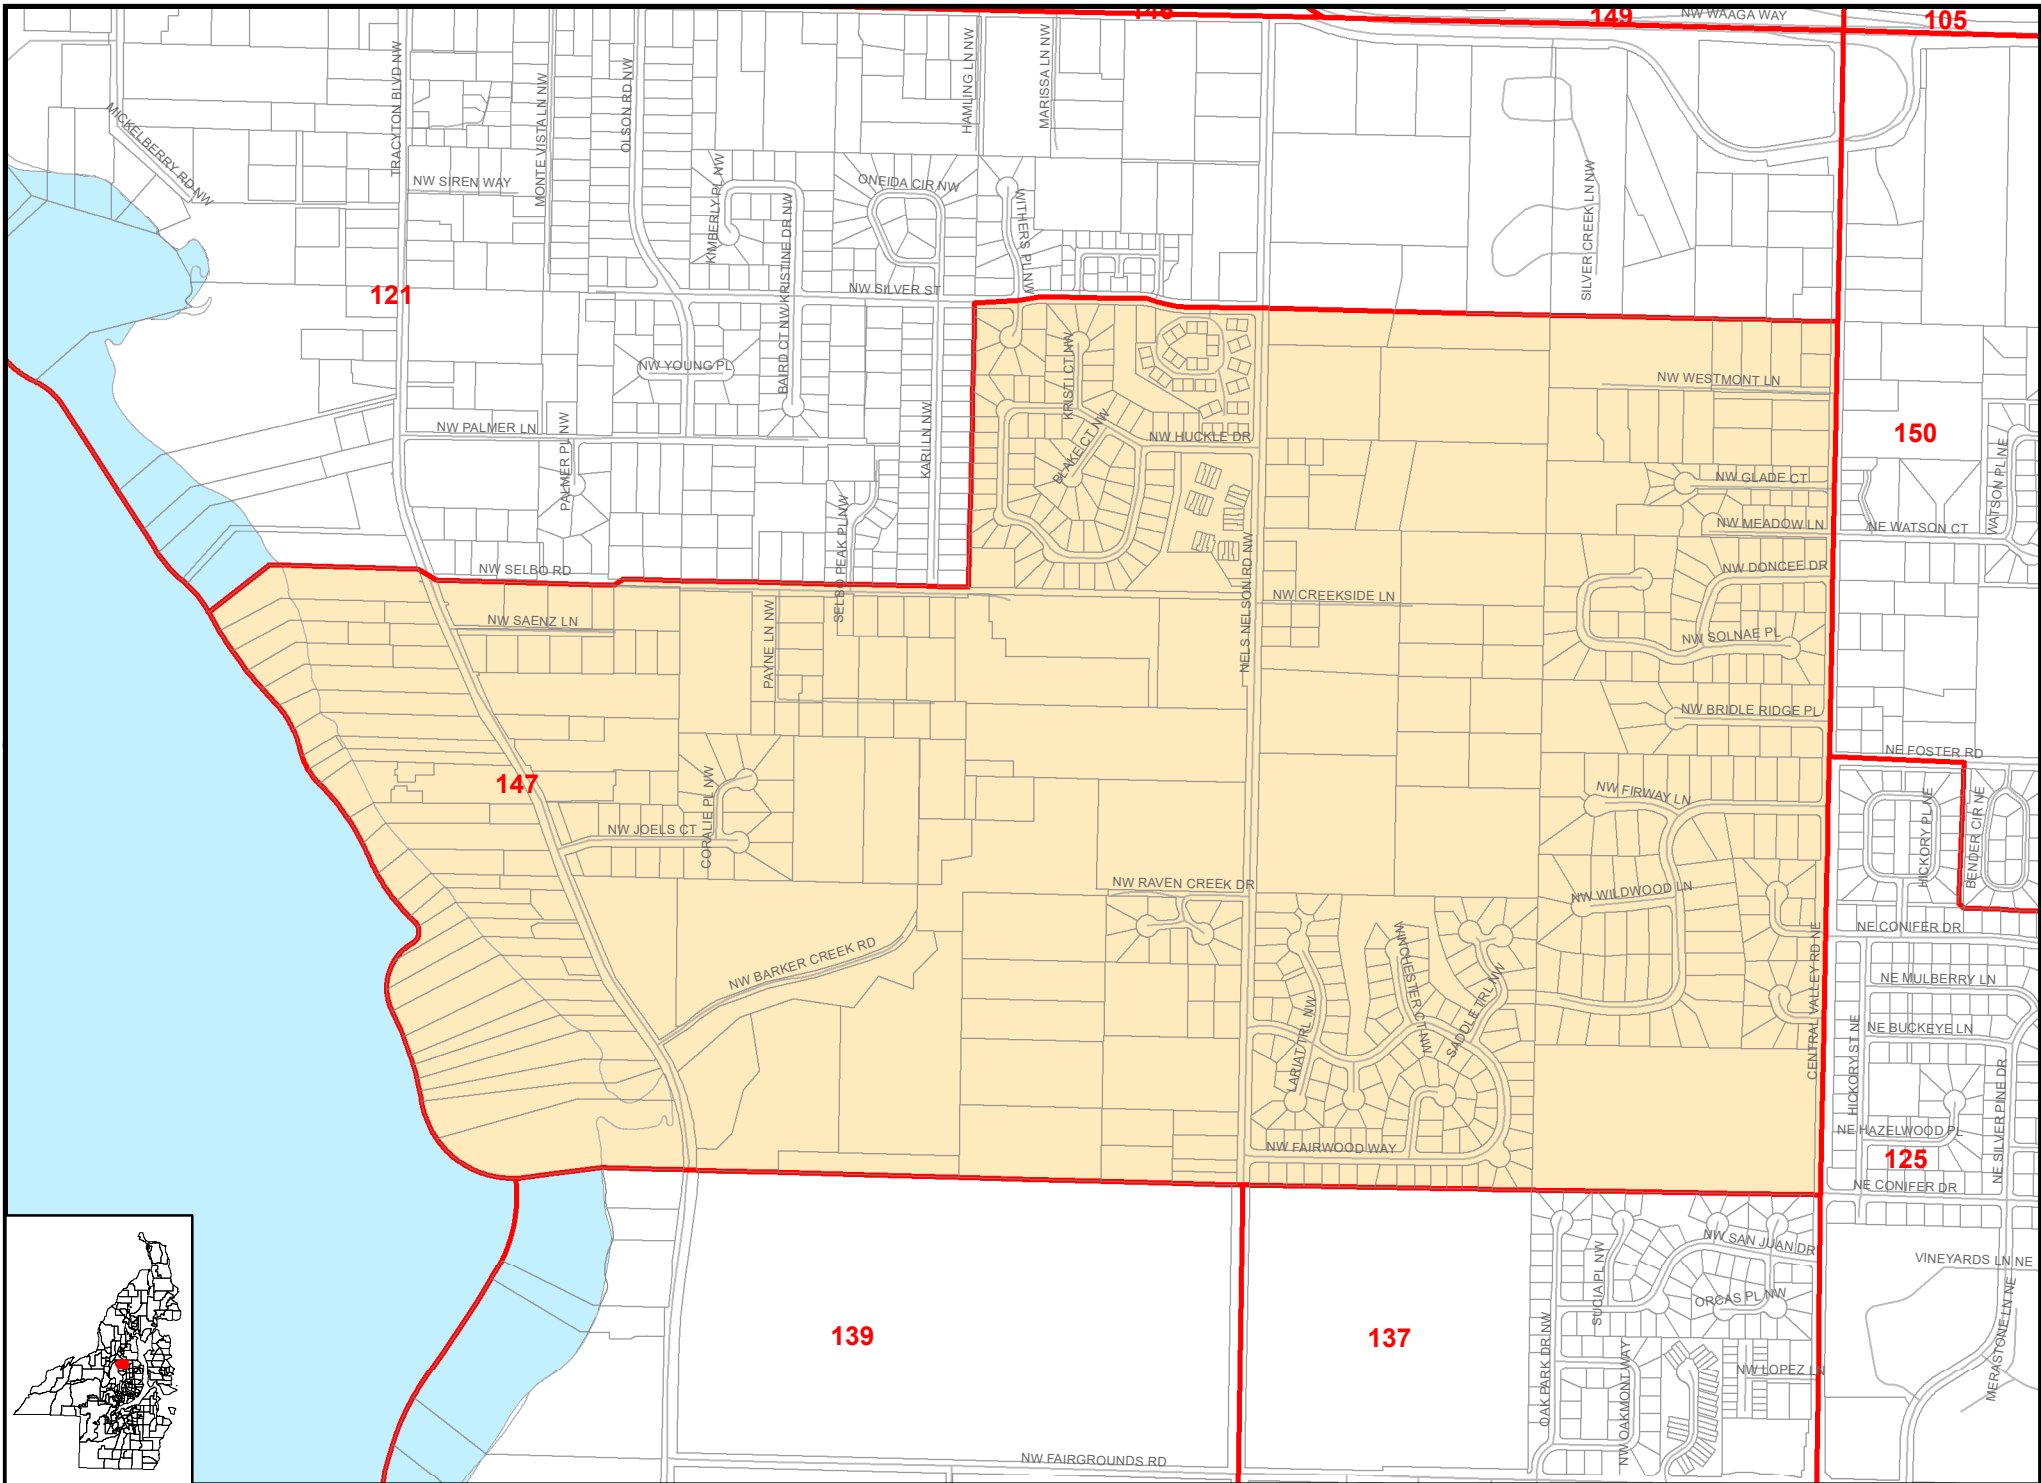 149
NW WAAGA WAY
105
TRACYTON BLVD NW
MONTE VISTA LN NW
OLSON RD NW
HAMLING LN NW
MARISSA LN NW
MICKELBERRY RD NW
NW SIREN WAY
KIMBERLY PL NW
BAIRD CT NW
KRISTINE DR NW
ONEIDA CIR NW
WITHERS PL NW
SILVER CREEK LN NW
121
NW SILVER ST
NW YOUNG PL
KRISTI CT NW
NW WESTMONT LN
NW PALMER LN
PALMER PL NW
KARILN NW
BLAKE CT NW
NW HUCKLE DR
150
WATSON PL NE
NW GLADE CT
SELBO PEAK PL NW
NW MEADOW LN
NE WATSON CT
NW SELBO RD
NW DONCEE DR
NW SAENZ LN
PAYNE LN NW
NELS NELSON RD NW
NW CREEKSIDE LN
NW SOLNAE PL
NW BRIDLE RIDGE PL
NE FOSTER RD
147
CORALIE PL NW
NW JOELS CT
NW FIRWAY LN
HICKORY PL NE
BENDER CIR NE
NW RAVEN CREEK DR
NW WILDWOOD LN
NW BARKER CREEK RD
WINCHESTER CT NW
SADDLE TRL NW
LARIAT TRL NW
CENTRAL VALLEY RD NE
NE CONIFER DR
NE MULBERRY LN
NE BUCKEYE LN
HICKORY ST NE
NE SILVER PINE DR
NE HAZELWOOD PL
NW FAIRWOOD WAY
125
NE CONIFER DR
NW SAN JUAN DR
SUCIA PL NW
ORCAS PL NW
VINEYARDS LN NE
MERASTONE LN NE
139
137
OAK PARK DR NW
NW OAKMONT WAY
NW LOPEZ LN
NW FAIRGROUNDS RD